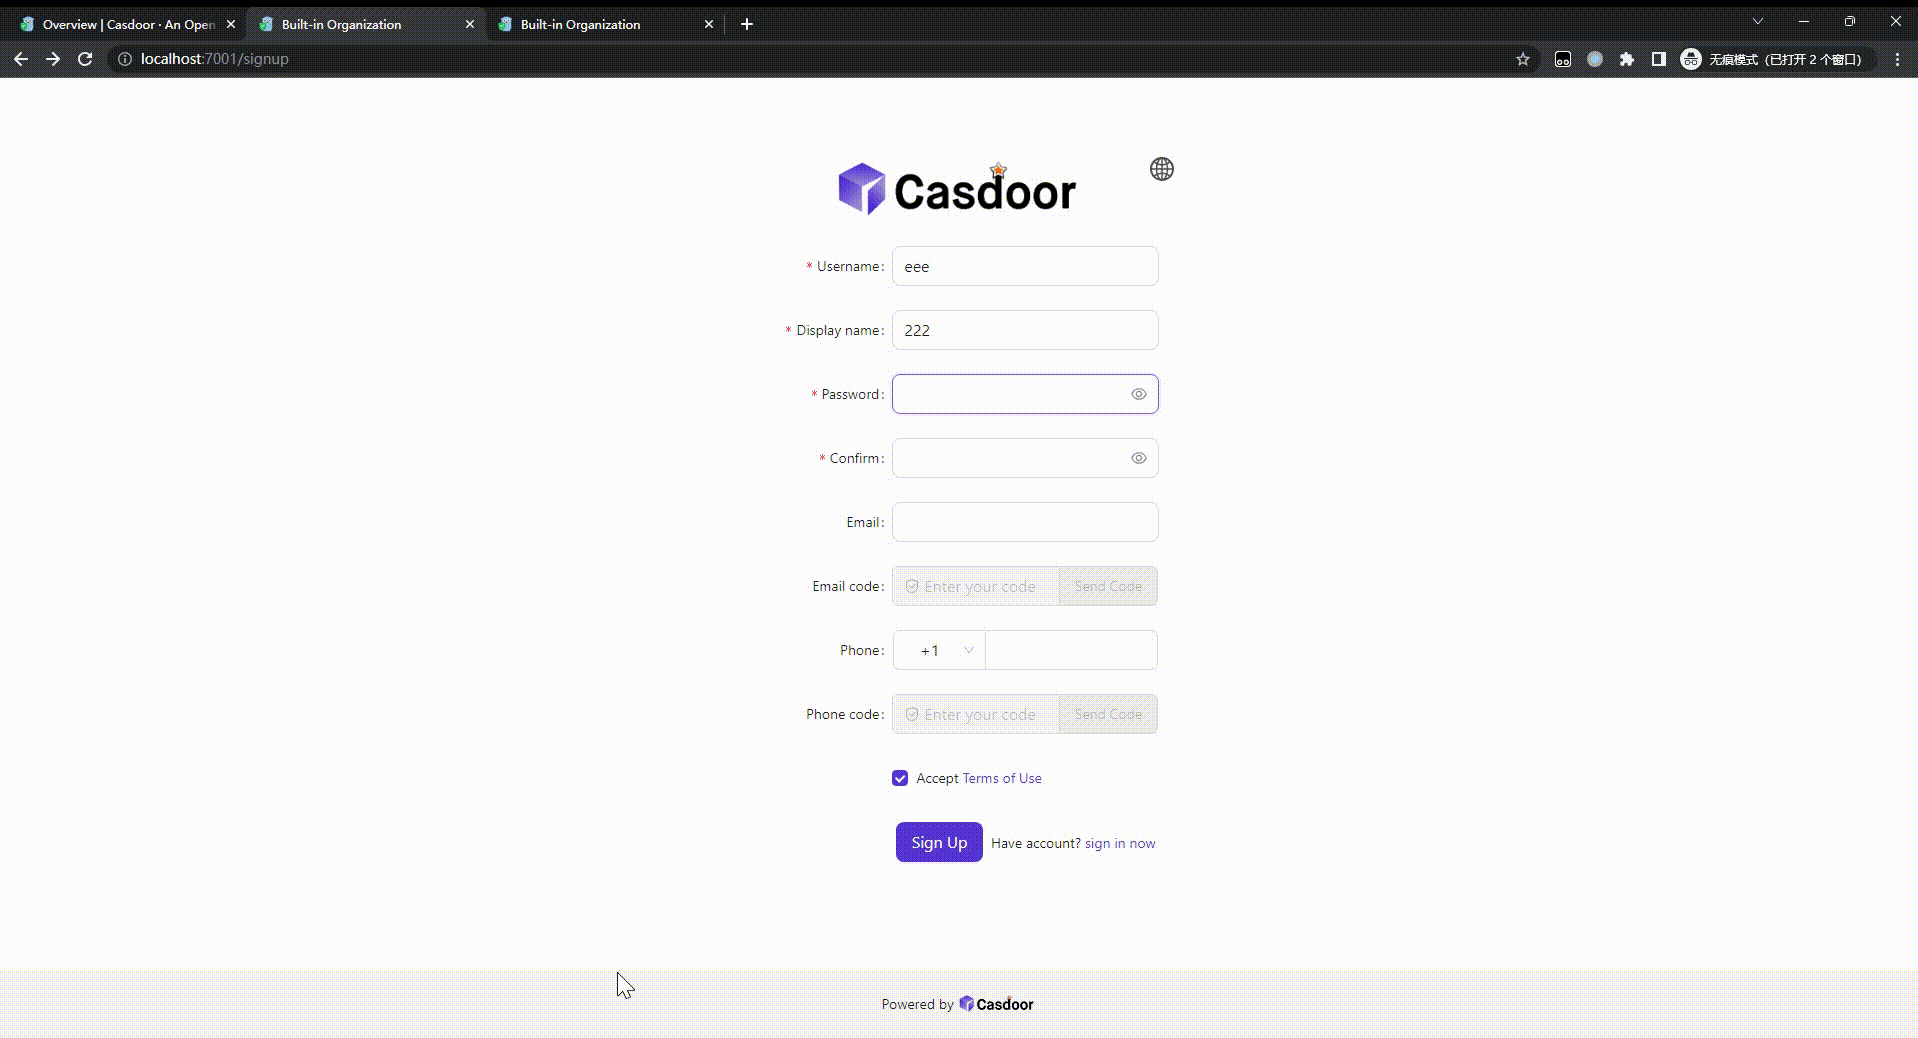 Overview | Casdoor · An Open
Built-in Organization
Built-in Organization
localhost:7001/signup
无痕模式（已打开 2 个窗口）
Casdoor
* Username: eee
* Display name: 222
* Password:
* Confirm:
Email:
Email code: Enter your code Send Code
Phone: +1
Phone code: Enter your code Send Code
Accept Terms of Use
Sign Up Have account? sign in now
Powered by Casdoor